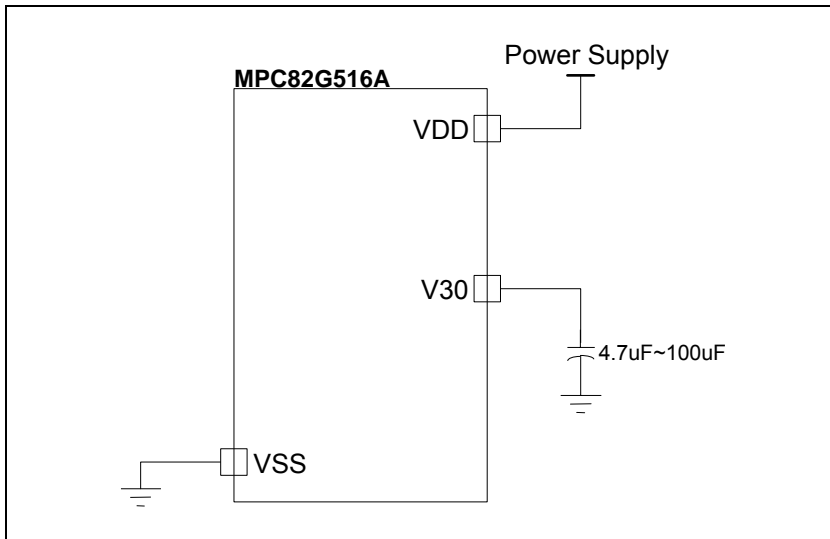 Power Supply
MPC82G516A
VDD
V30
4.7uF~100uF
VSS